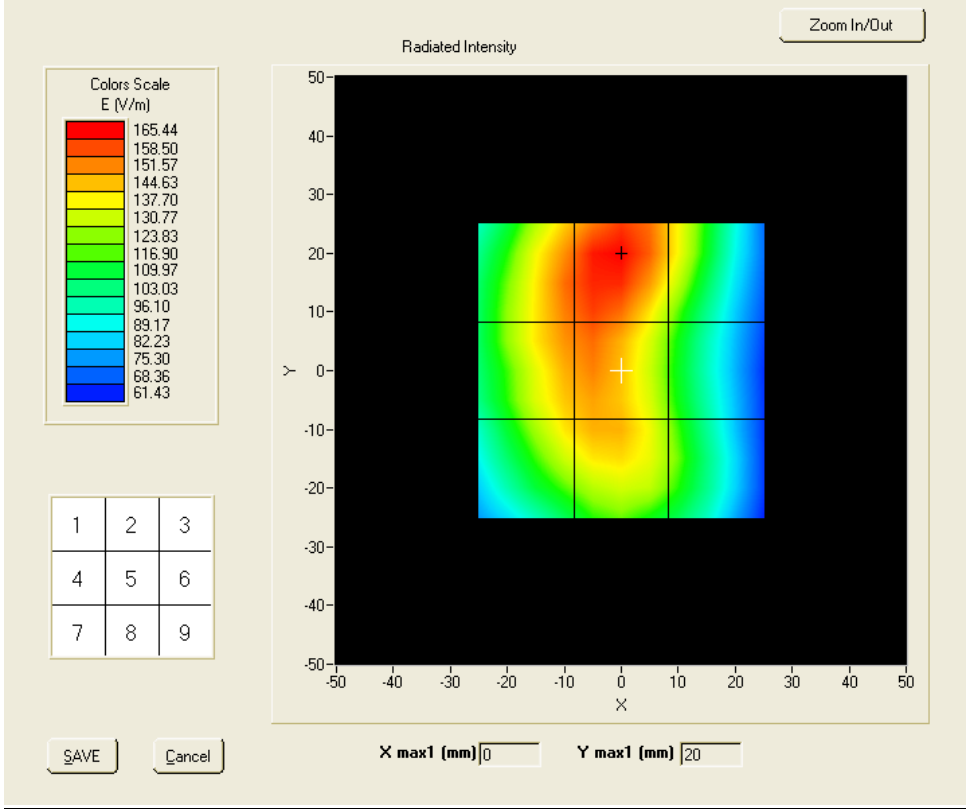 Zoom In/Out
Radiated Intensity
Colors Scale
E (V/m)
165.44
158.50
151.57
144.63
137.70
130.77
123.83
116.90
109.97
103.03
96.10
89.17
82.23
75.30
68.36
61.43
50
40
30
20
10
0
-10
-20
-30
-40
-50
Y
-50 -40 -30 -20 -10 0 10 20 30 40 50
X
1 2 3
4 5 6
7 8 9
SAVE Cancel
X max1 (mm) 0 Y max1 (mm) 20